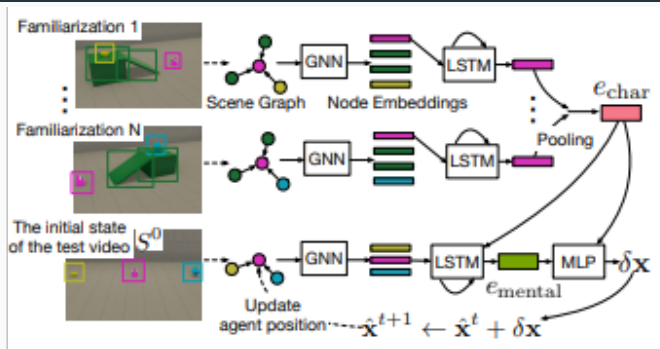 Familiarization 1
GNN
LSTM
Scene Graph
Node Embeddings
e_char
Familiarization N
GNN
LSTM
Pooling
The initial state
of the test video S^0
GNN
LSTM
MLP
δx
e_mental
Update
agent position
x̂^{t+1} ← x̂^t + δx